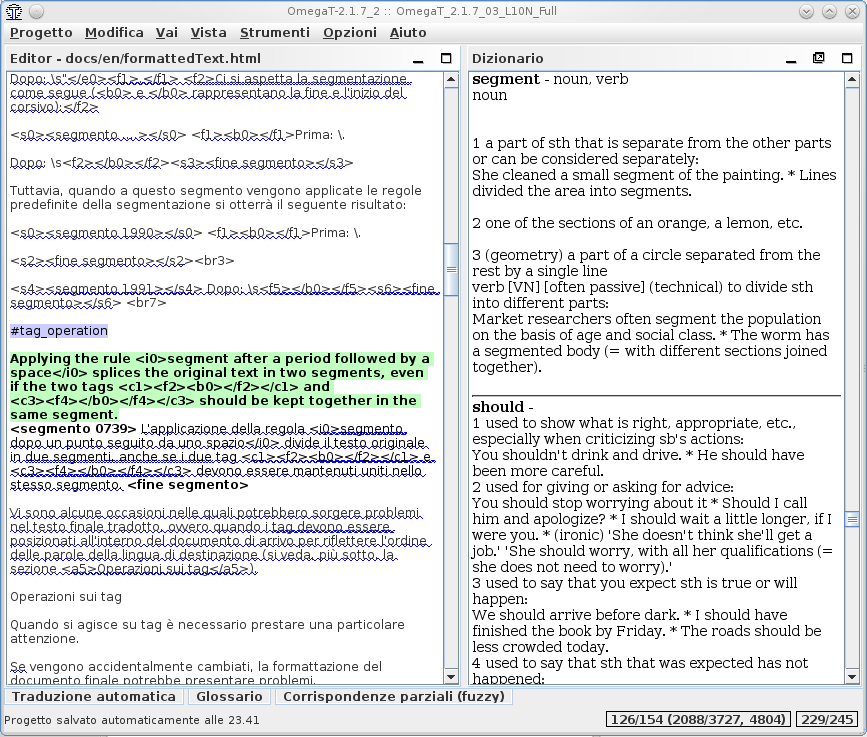 OmegaT-2.1.7_2 :: OmegaT_2.1.7_03_L10N_Full
Progetto Modifica Vai Vista Strumenti Opzioni Aiuto
Editor - docs/en/formattedText.html
Dopo: \s"</e0><f1> </f1> <f2>Ci si aspetta la segmentazione
come segue (<b0> e </b0> rappresentano la fine e l'inizio del
corsivo):</f2>
<s0><segmento ... ></s0> <f1><b0></f1>Prima: \.
Dopo: \s<f2></b0></f2><s3><fine segmento></s3>
Tuttavia, quando a questo segmento vengono applicate le regole
predefinite della segmentazione si otterrà il seguente risultato:
<s0><segmento 1990></s0> <f1><b0></f1>Prima: \.
<s2><fine segmento></s2><br3>
<s4><segmento 1991></s4> Dopo: \s<f5></b0></f5><s6><fine
segmento></s6> <br7>
#tag_operation
Applying the rule <i0>segment after a period followed by a
space</i0> splices the original text in two segments, even
if the two tags <c1><f2><b0></f2></c1> and
<c3><f4></b0></f4></c3> should be kept together in the
same segment.
<segmento 0739> L'applicazione della regola <i0>segmento
dopo un punto seguito da uno spazio</i0> divide il testo originale
in due segmenti, anche se i due tag <c1><f2><b0></f2></c1> e
<c3><f4></b0></f4></c3> devono essere mantenuti uniti nello
stesso segmento. <fine segmento>
Vi sono alcune occasioni nelle quali potrebbero sorgere problemi
nel testo finale tradotto, ovvero quando i tag devono essere
posizionati all'interno del documento di arrivo per riflettere l'ordine
delle parole della lingua di destinazione (si veda, più sotto, la
sezione <a5>Operazioni sui tag</a5>).
Operazioni sui tag
Quando si agisce su tag è necessario prestare una particolare
attenzione.
Se vengono accidentalmente cambiati, la formattazione del
documento finale potrebbe presentare problemi.
Dizionario
segment - noun, verb
noun
1 a part of sth that is separate from the other parts
or can be considered separately:
She cleaned a small segment of the painting. * Lines
divided the area into segments.
2 one of the sections of an orange, a lemon, etc.
3 (geometry) a part of a circle separated from the
rest by a single line
verb [VN] [often passive] (technical) to divide sth
into different parts:
Market researchers often segment the population
on the basis of age and social class. * The worm has
a segmented body (= with different sections joined
together).
should -
1 used to show what is right, appropriate, etc.,
especially when criticizing sb's actions:
You shouldn't drink and drive. * He should have
been more careful.
2 used for giving or asking for advice:
You should stop worrying about it * Should I call
him and apologize? * I should wait a little longer, if I
were you. * (ironic) 'She doesn't think she'll get a
job.' 'She should worry, with all her qualifications (=
she does not need to worry).'
3 used to say that you expect sth is true or will
happen:
We should arrive before dark. * I should have
finished the book by Friday. * The roads should be
less crowded today.
4 used to say that sth that was expected has not
happened:
Traduzione automatica Glossario Corrispondenze parziali (fuzzy)
Progetto salvato automaticamente alle 23.41
126/154 (2088/3727, 4804) 229/245